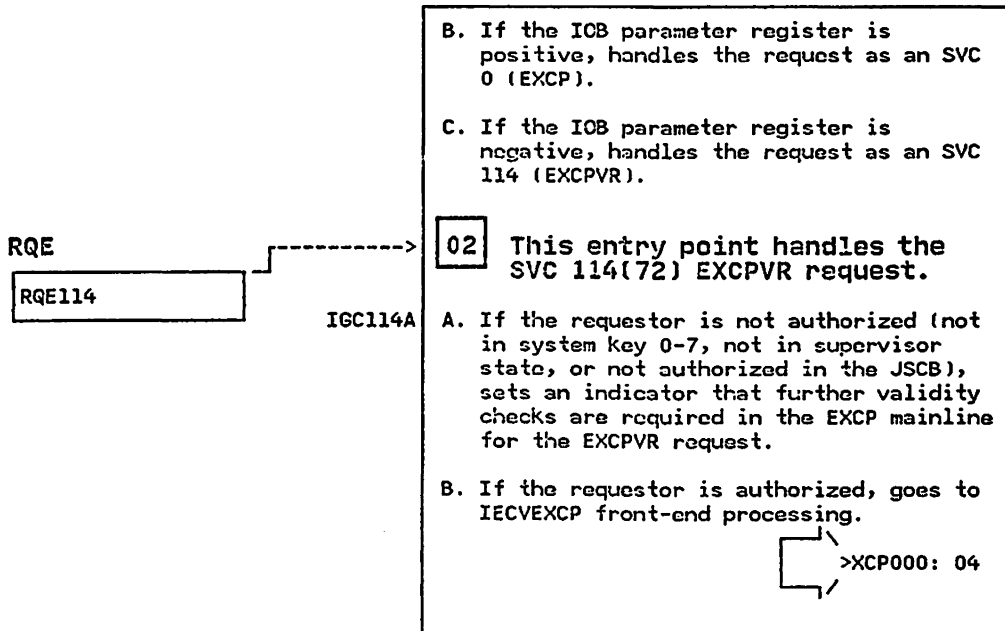 B. If the IOB parameter register is
positive, handles the request as an SVC
0 (EXCP).
C. If the IOB parameter register is
negative, handles the request as an SVC
114 (EXCPVR).
RQE
RQE114
02 This entry point handles the
SVC 114(72) EXCPVR request.
IGC114A
A. If the requestor is not authorized (not
in system key 0-7, not in supervisor
state, or not authorized in the JSCB),
sets an indicator that further validity
checks are required in the EXCP mainline
for the EXCPVR request.
B. If the requestor is authorized, goes to
IECVEXCP front-end processing.
>XCP000: 04